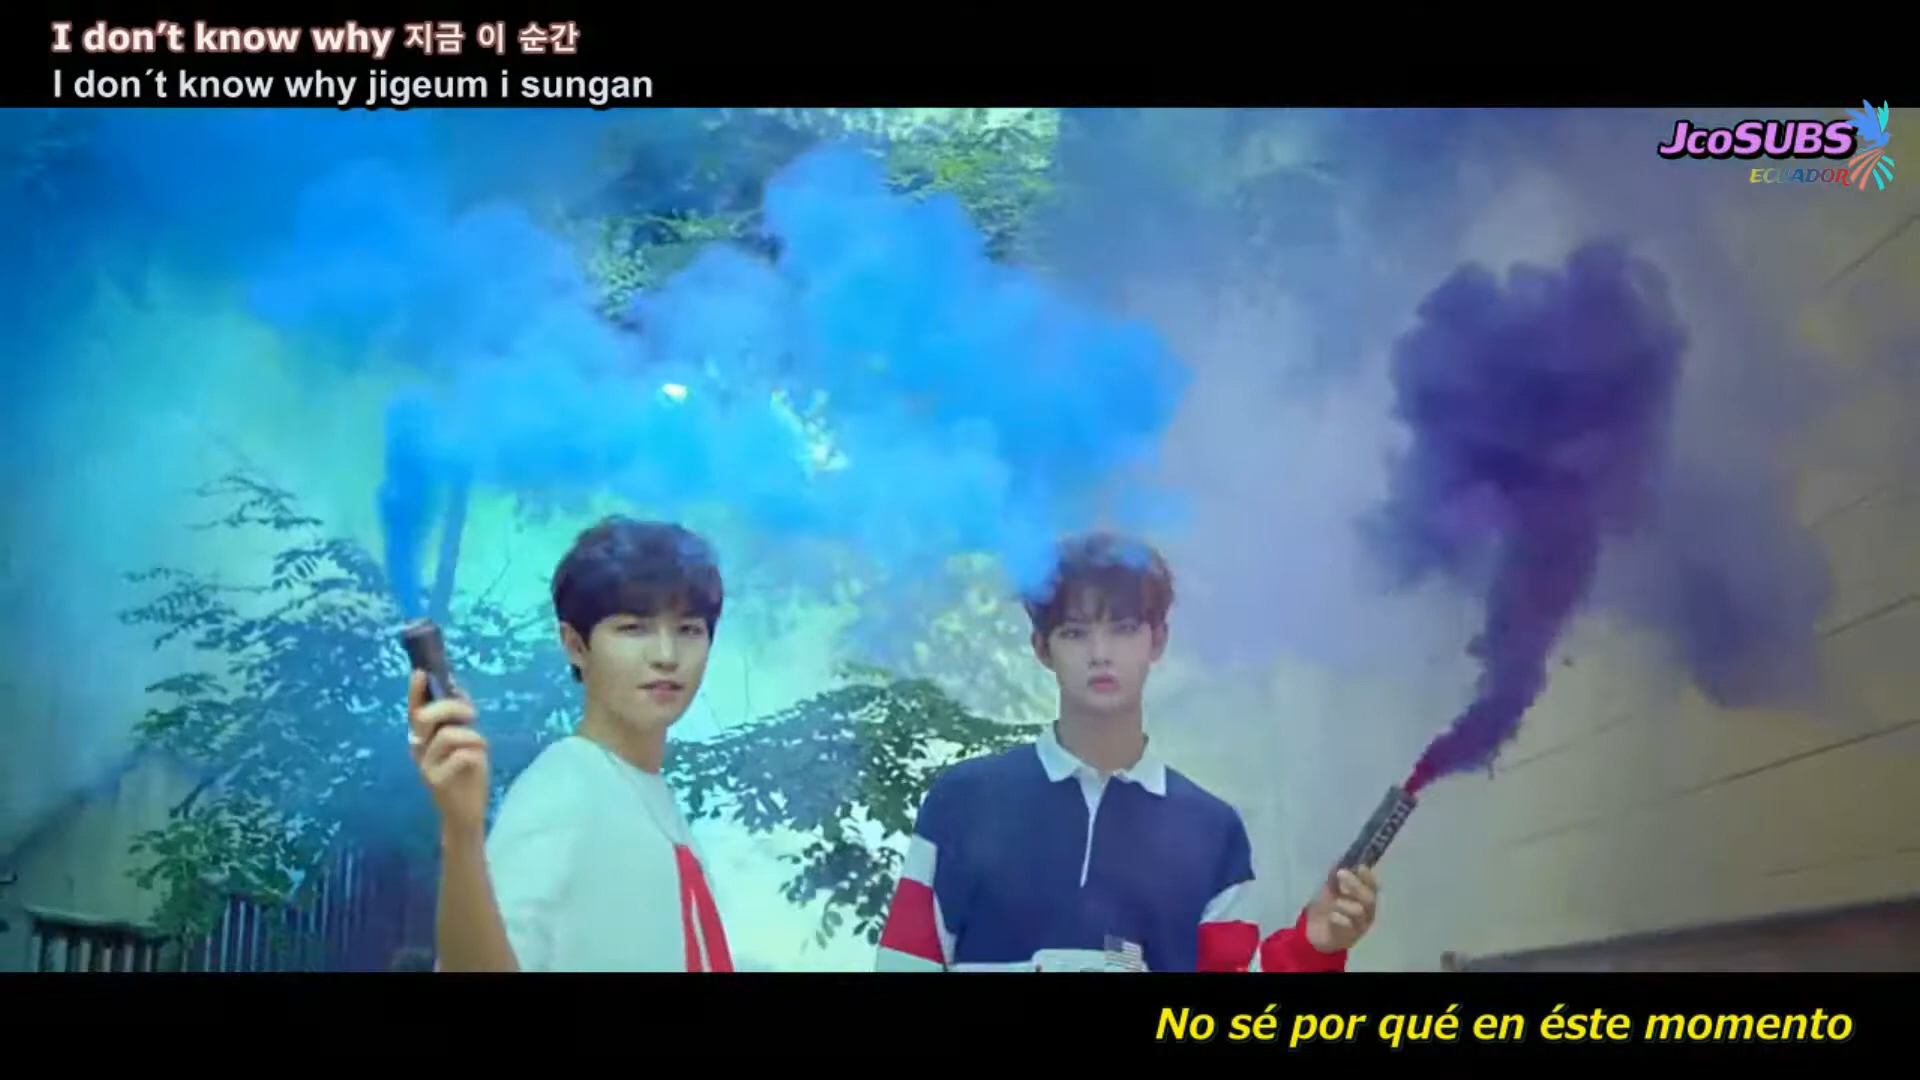 I don’t know why 지금 이 순간
I don´t know why jigeum i sungan
JcoSUBS
ECUADOR
No sé por qué en éste momento